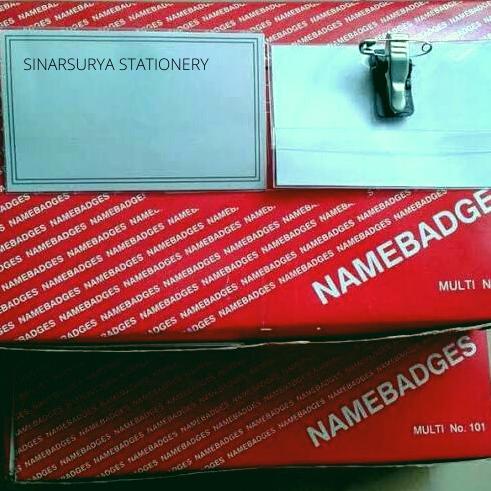 SINARSURYA STATIONERY
NAMEBADGES
MULTI N
NAMEBADGES
MULTI No. 101